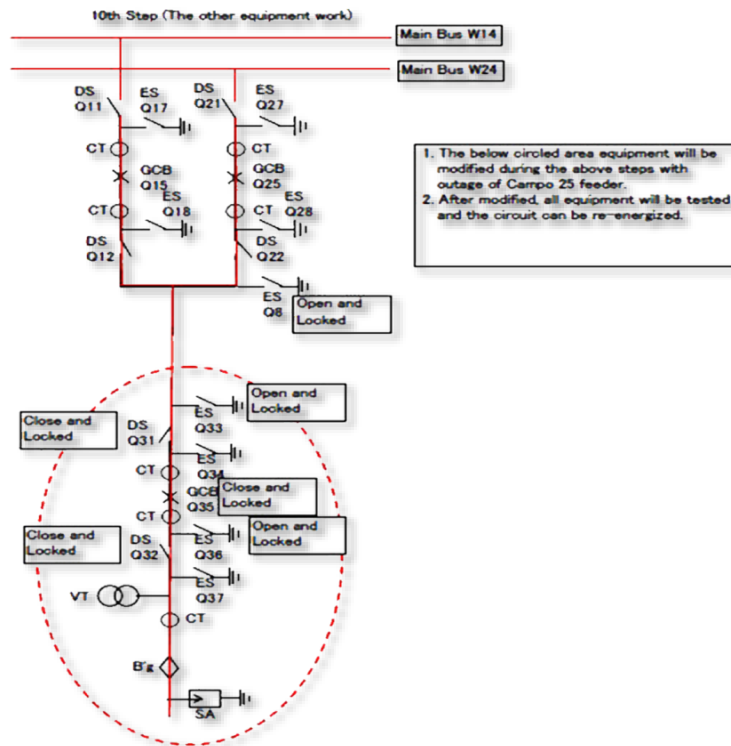 10th Step (The other equipment work)
Main Bus W14
Main Bus W24
DS
Q11
ES
Q17
DS
Q21
ES
Q27
CT
CT
GCB
Q15
GCB
Q25
CT
ES
Q18
CT
ES
Q28
DS
Q12
DS
Q22
ES
Q8
Open and
Locked
1. The below circled area equipment will be
modified during the above steps with
outage of Campo 25 feeder.
2. After modified, all equipment will be tested
and the circuit can be re-energized.
Open and
Locked
ES
Q33
Close and
Locked
DS
Q31
CT
ES
Q34
GCB
Q35
Close and
Locked
CT
Close and
Locked
DS
Q32
ES
Q36
Open and
Locked
ES
Q37
VT
CT
B'g
SA